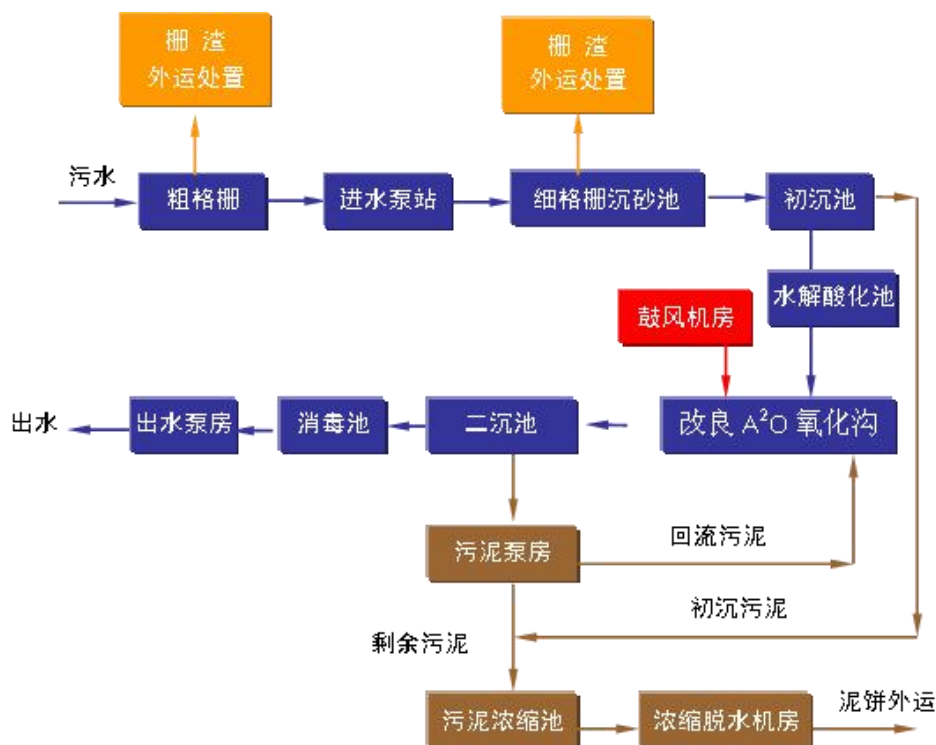 栅 渣
外运处置
栅 渣
外运处置
污水
粗格栅
进水泵站
细格栅沉砂池
初沉池
水解酸化池
鼓风机房
出水
出水泵房
消毒池
二沉池
改良 A²O 氧化沟
污泥泵房
回流污泥
初沉污泥
剩余污泥
污泥浓缩池
浓缩脱水机房
泥饼外运